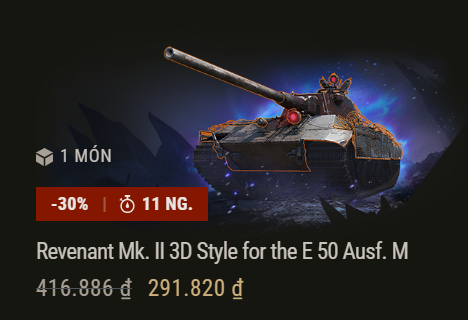 1 MÓN
-30% | 11 NG.
Revenant Mk. II 3D Style for the E 50 Ausf. M
416.886 ₫ 291.820 ₫